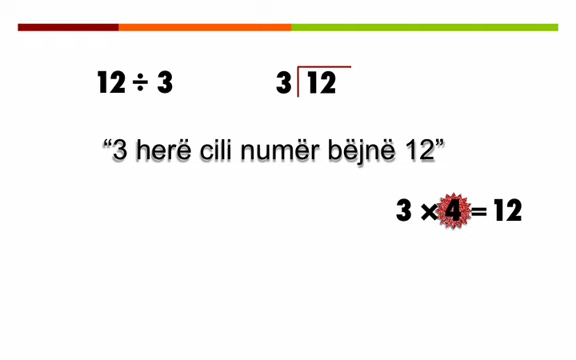 12 ÷ 3 3 12
“3 herë cili numër bëjnë 12”
3 × 4 = 12